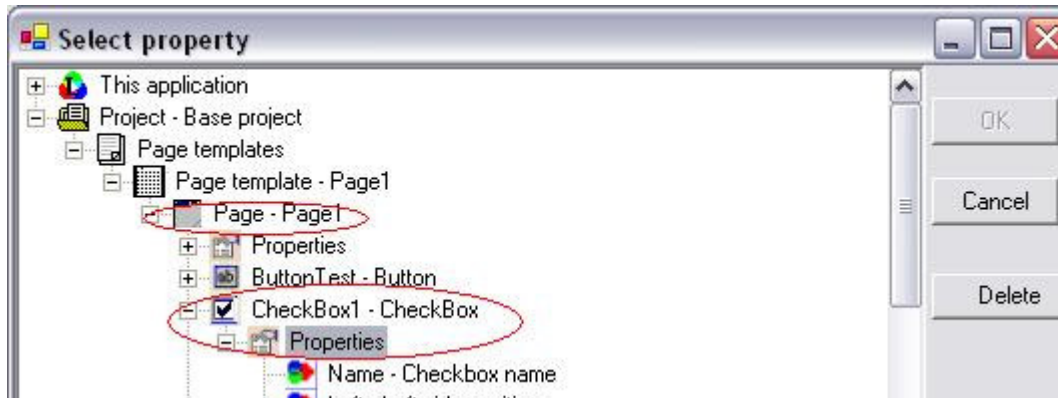 Select property
This application
Project - Base project
Page templates
Page template - Page1
Page - Page1
Properties
ButtonTest - Button
CheckBox1 - CheckBox
Properties
Name - Checkbox name
OK
Cancel
Delete